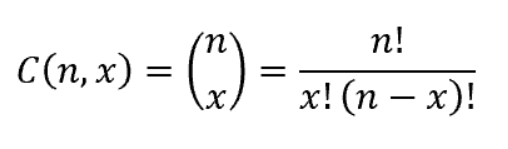 C(n, x) = (n x) = n! / x! (n − x)!